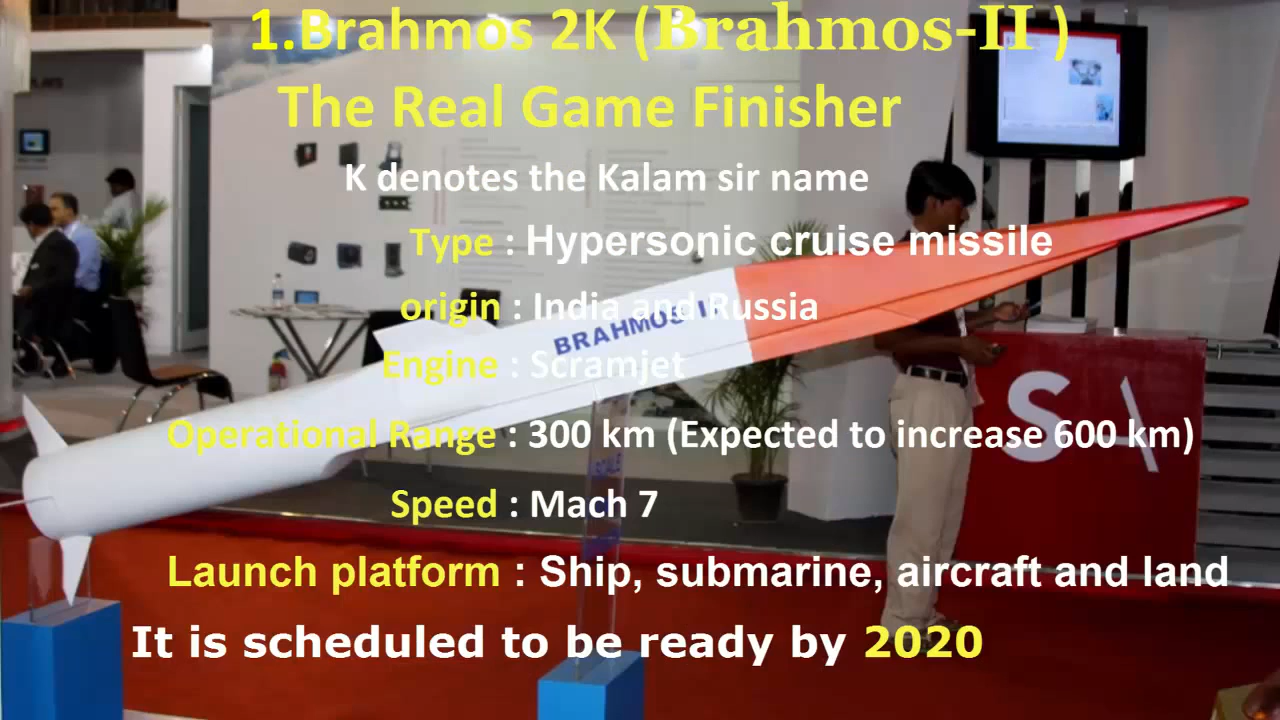 1.Brahmos 2K (Brahmos-II )
The Real Game Finisher
K denotes the Kalam sir name
Type : Hypersonic cruise missile
origin : India and Russia
BRAHMOS II
Engine : Scramjet
Operational Range : 300 km (Expected to increase 600 km)
SCALE
Speed : Mach 7
Launch platform : Ship, submarine, aircraft and land
It is scheduled to be ready by 2020